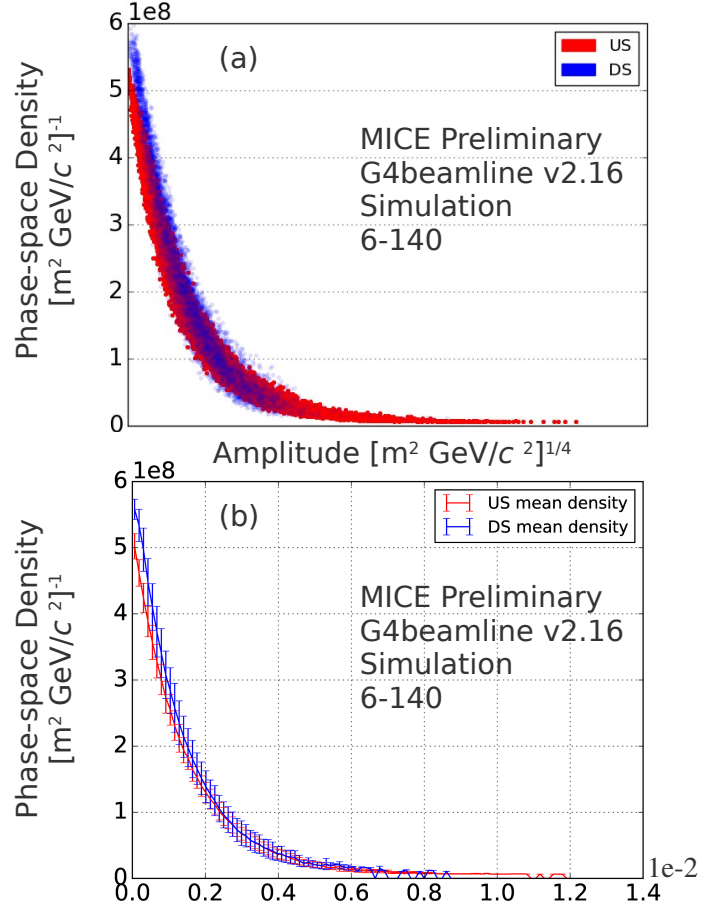 1e8
(a)
US
DS
6
5
4
3
2
1
0
Phase-space Density
[m² GeV/c ²]⁻¹
MICE Preliminary
G4beamline v2.16
Simulation
6-140
Amplitude [m² GeV/c ²]¹/⁴
1e8
(b)
US mean density
DS mean density
6
5
4
3
2
1
0
Phase-space Density
[m² GeV/c ²]⁻¹
MICE Preliminary
G4beamline v2.16
Simulation
6-140
1e-2
0.0 0.2 0.4 0.6 0.8 1.0 1.2 1.4